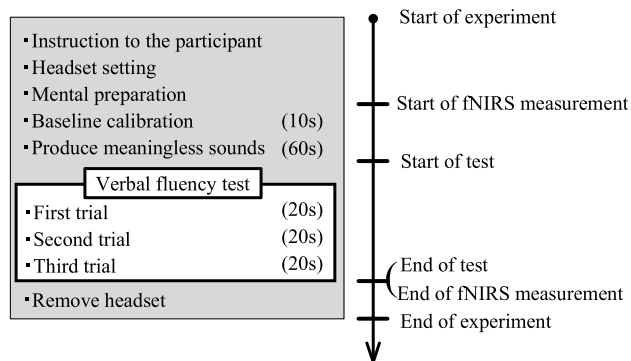 ・Instruction to the participant
・Headset setting
・Mental preparation
・Baseline calibration (10s)
・Produce meaningless sounds (60s)
Verbal fluency test
・First trial (20s)
・Second trial (20s)
・Third trial (20s)
・Remove headset
Start of experiment
Start of fNIRS measurement
Start of test
End of test
End of fNIRS measurement
End of experiment